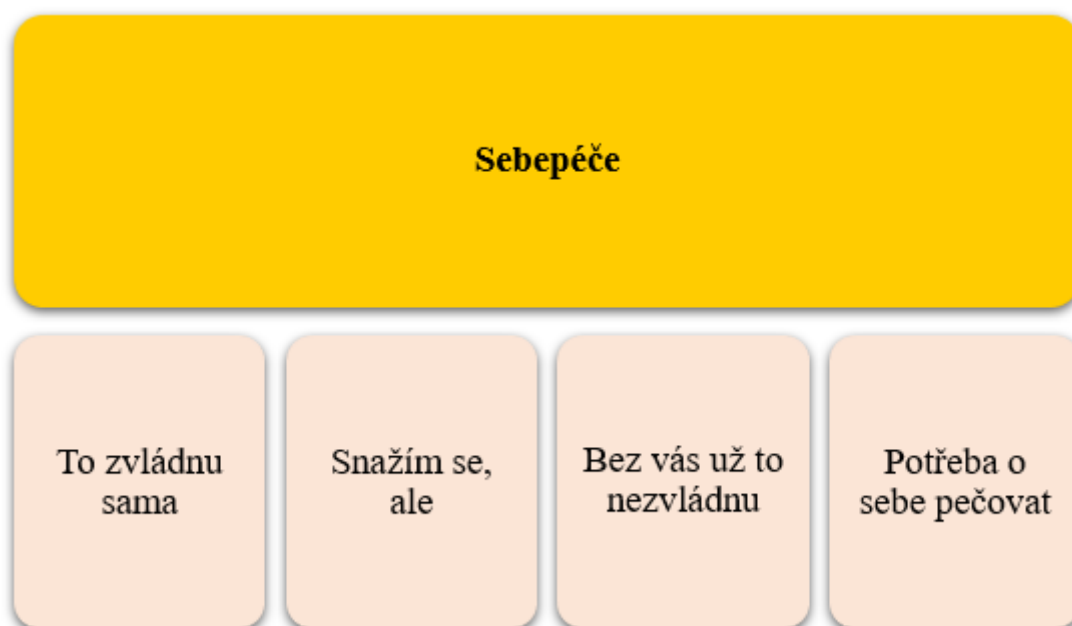 Sebepéče
To zvládnu
sama
Snažím se,
ale
Bez vás už to
nezvládnu
Potřeba o
sebe pečovat